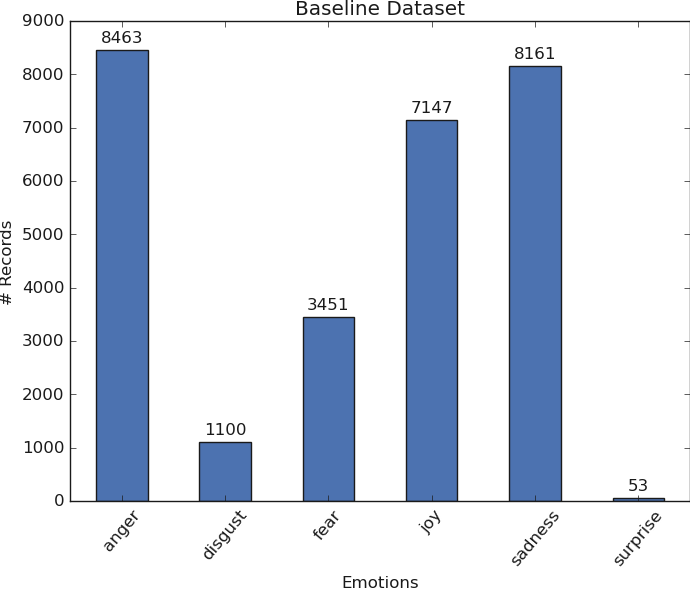 Baseline Dataset
9000
8000
7000
6000
5000
4000
3000
2000
1000
0
# Records
8463
1100
3451
7147
8161
53
anger
disgust
fear
joy
sadness
surprise
Emotions